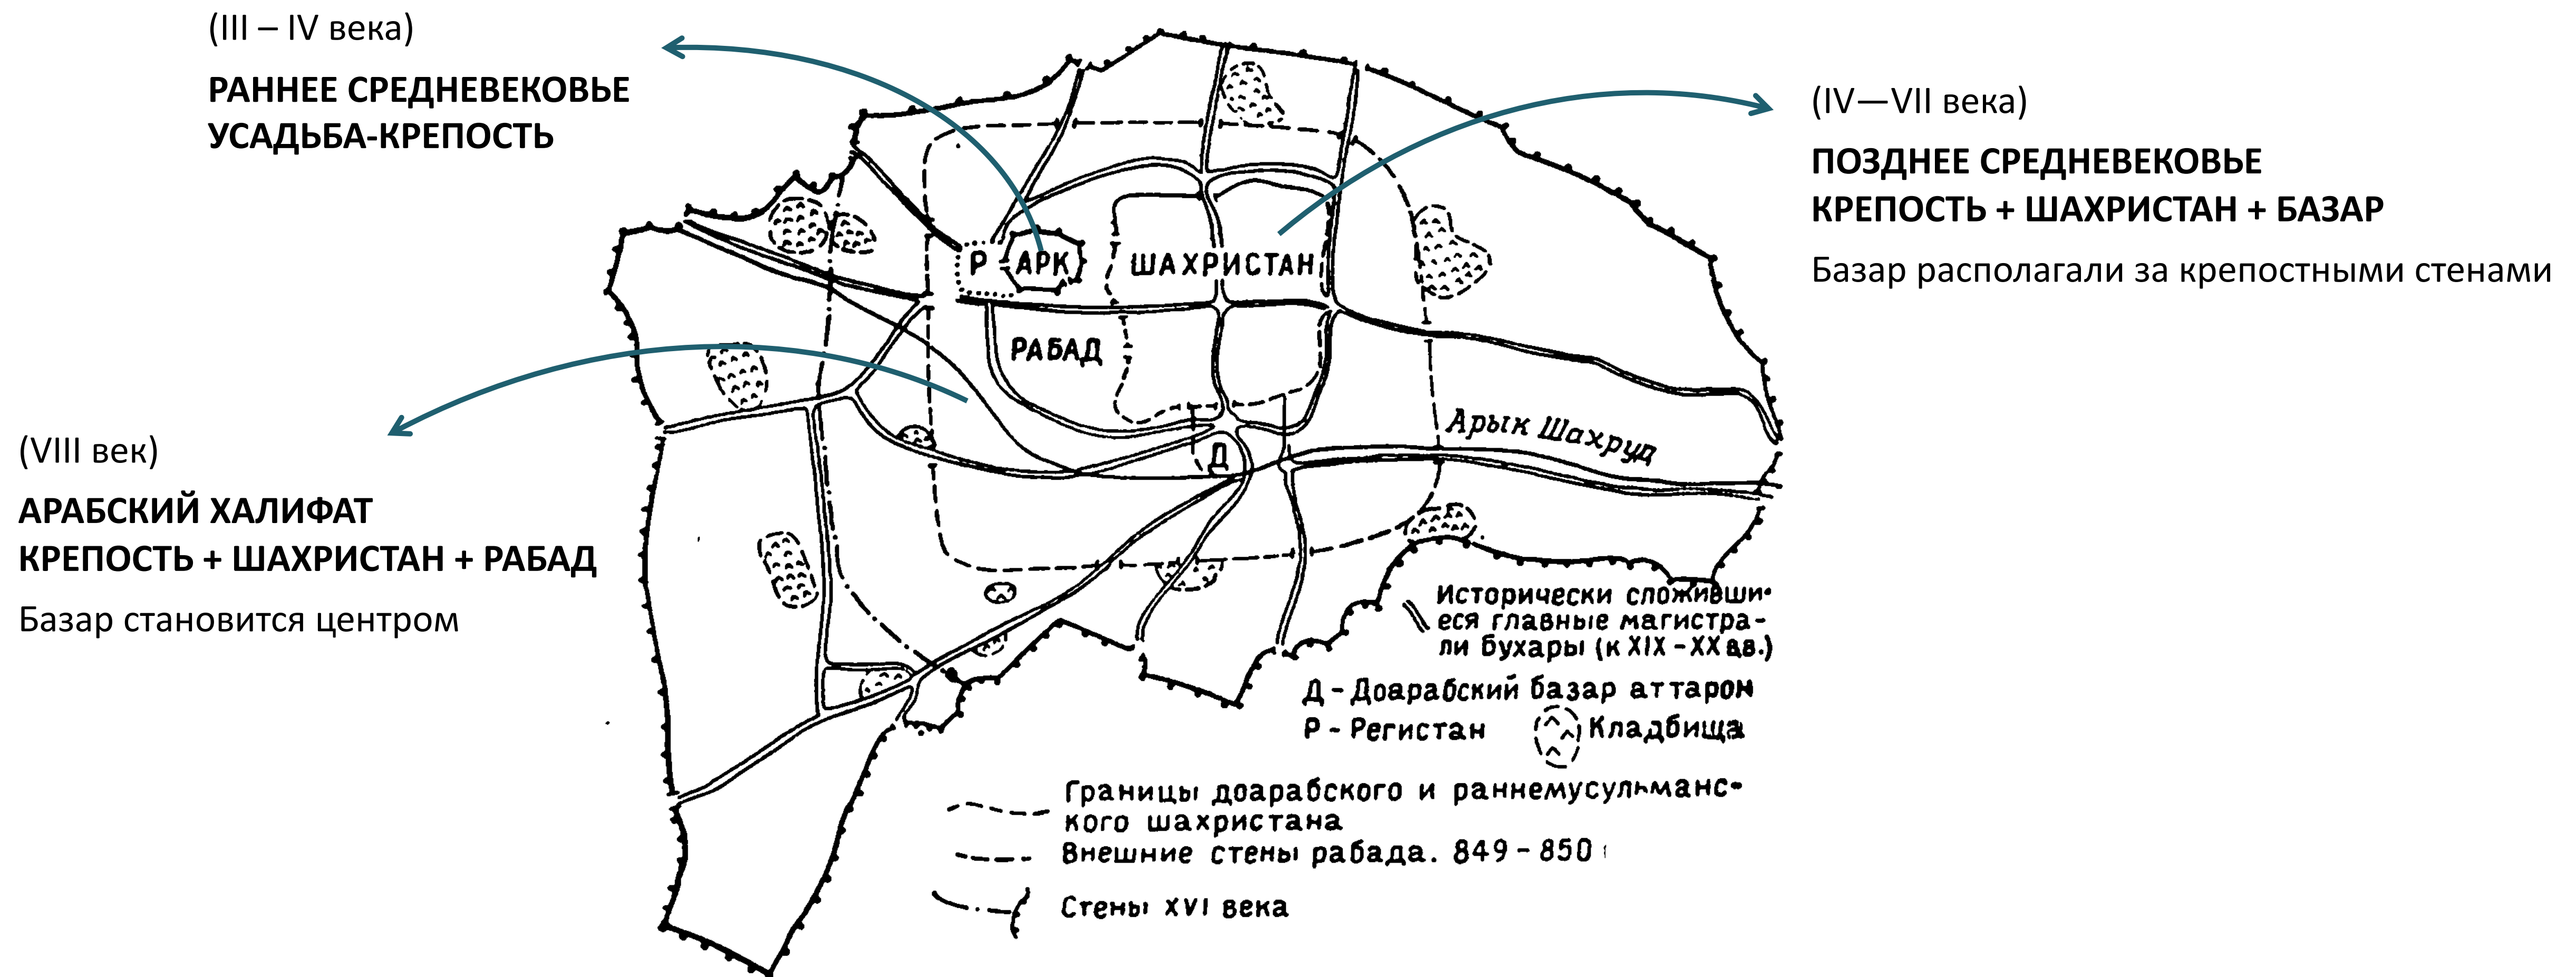 (III – IV века)
РАННЕЕ СРЕДНЕВЕКОВЬЕ
УСАДЬБА-КРЕПОСТЬ
(IV—VII века)
ПОЗДНЕЕ СРЕДНЕВЕКОВЬЕ
КРЕПОСТЬ + ШАХРИСТАН + БАЗАР
Базар располагали за крепостными стенами
(VIII век)
АРАБСКИЙ ХАЛИФАТ
КРЕПОСТЬ + ШАХРИСТАН + РАБАД
Базар становится центром
Р
АРК
ШАХРИСТАН
РАБАД
Арык Шахруд
Д
Исторически сложивши-
еся главные магистра-
ли бухары (к XIX - XX вв.)
Д - Доарабский базар аттарон
Р - Регистан
Кладбища
Границы доарабского и раннемусульманс-
кого шахристана
Внешние стены рабада. 849 - 850
Стены XVI века